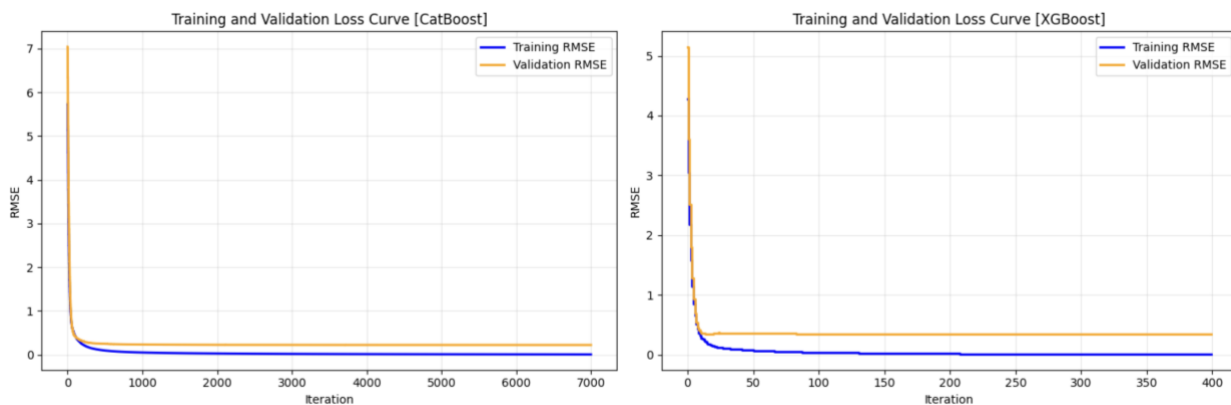 Training and Validation Loss Curve [CatBoost]
7
6
5
4
3
2
1
0
RMSE
Training RMSE
Validation RMSE
0 1000 2000 3000 4000 5000 6000 7000
Iteration
Training and Validation Loss Curve [XGBoost]
5
4
3
2
1
0
RMSE
Training RMSE
Validation RMSE
0 50 100 150 200 250 300 350 400
Iteration